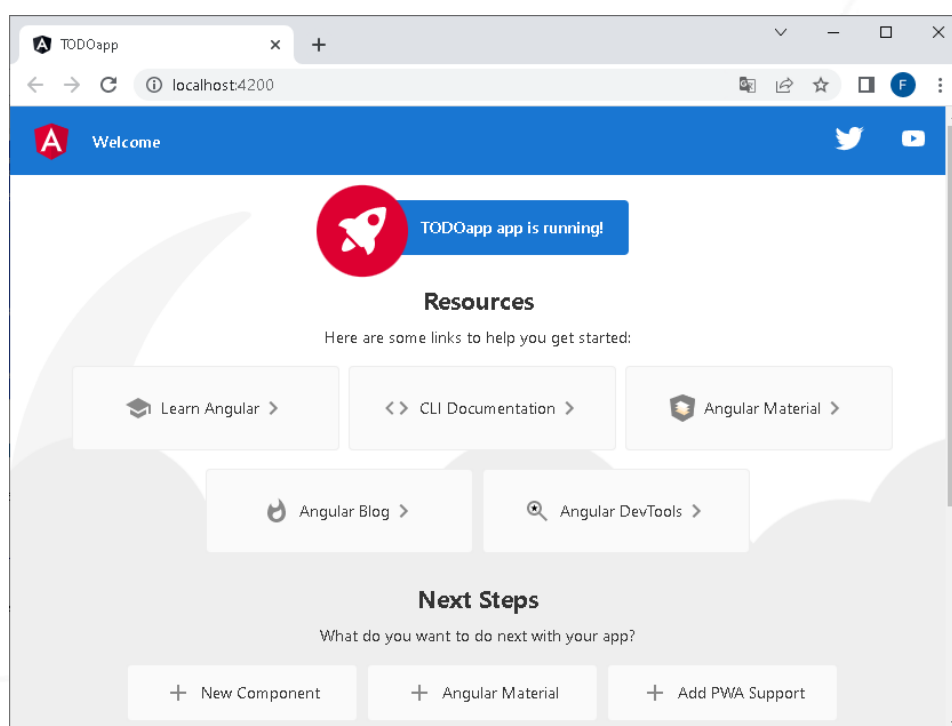 TODOapp
localhost:4200
F
Welcome
TODOapp app is running!
Resources
Here are some links to help you get started:
Learn Angular
CLI Documentation
Angular Material
Angular Blog
Angular DevTools
Next Steps
What do you want to do next with your app?
New Component
Angular Material
Add PWA Support